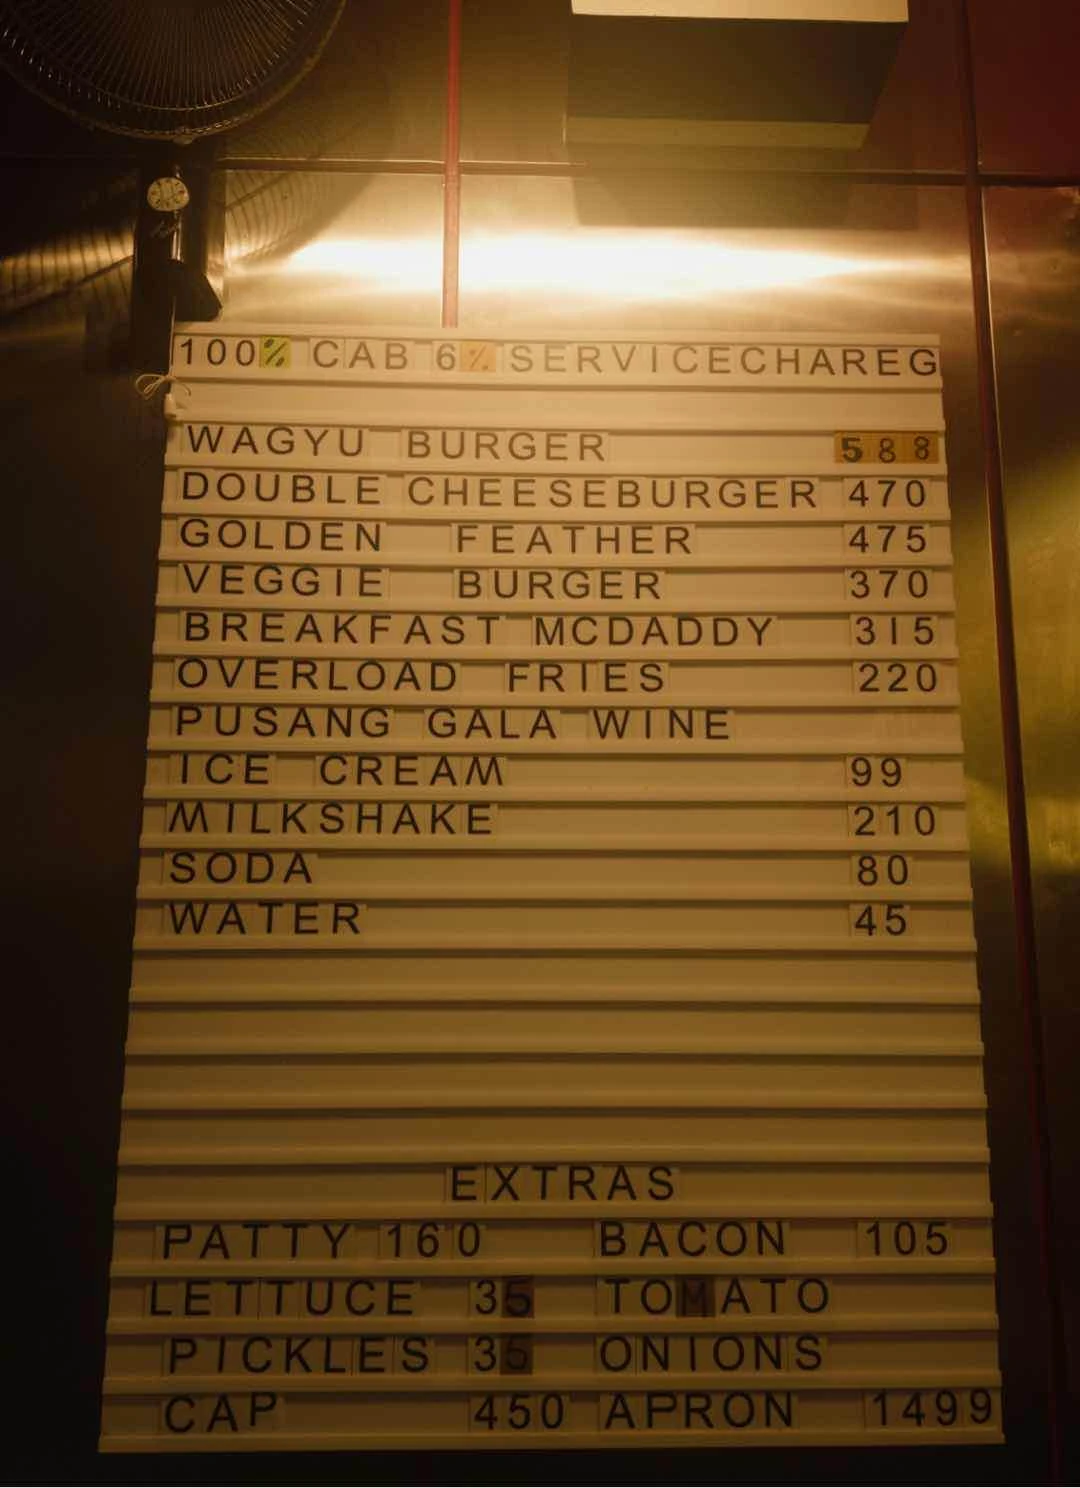 100% CAB 6% SERVICECHAREG
WAGYU BURGER 588
DOUBLE CHEESEBURGER 470
GOLDEN FEATHER 475
VEGGIE BURGER 370
BREAKFAST MCDADDY 315
OVERLOAD FRIES 220
PUSANG GALA WINE
ICE CREAM 99
MILKSHAKE 210
SODA 80
WATER 45
EXTRAS
PATTY 160 BACON 105
LETTUCE 35 TOMATO
PICKLES 35 ONIONS
CAP 450 APRON 1499